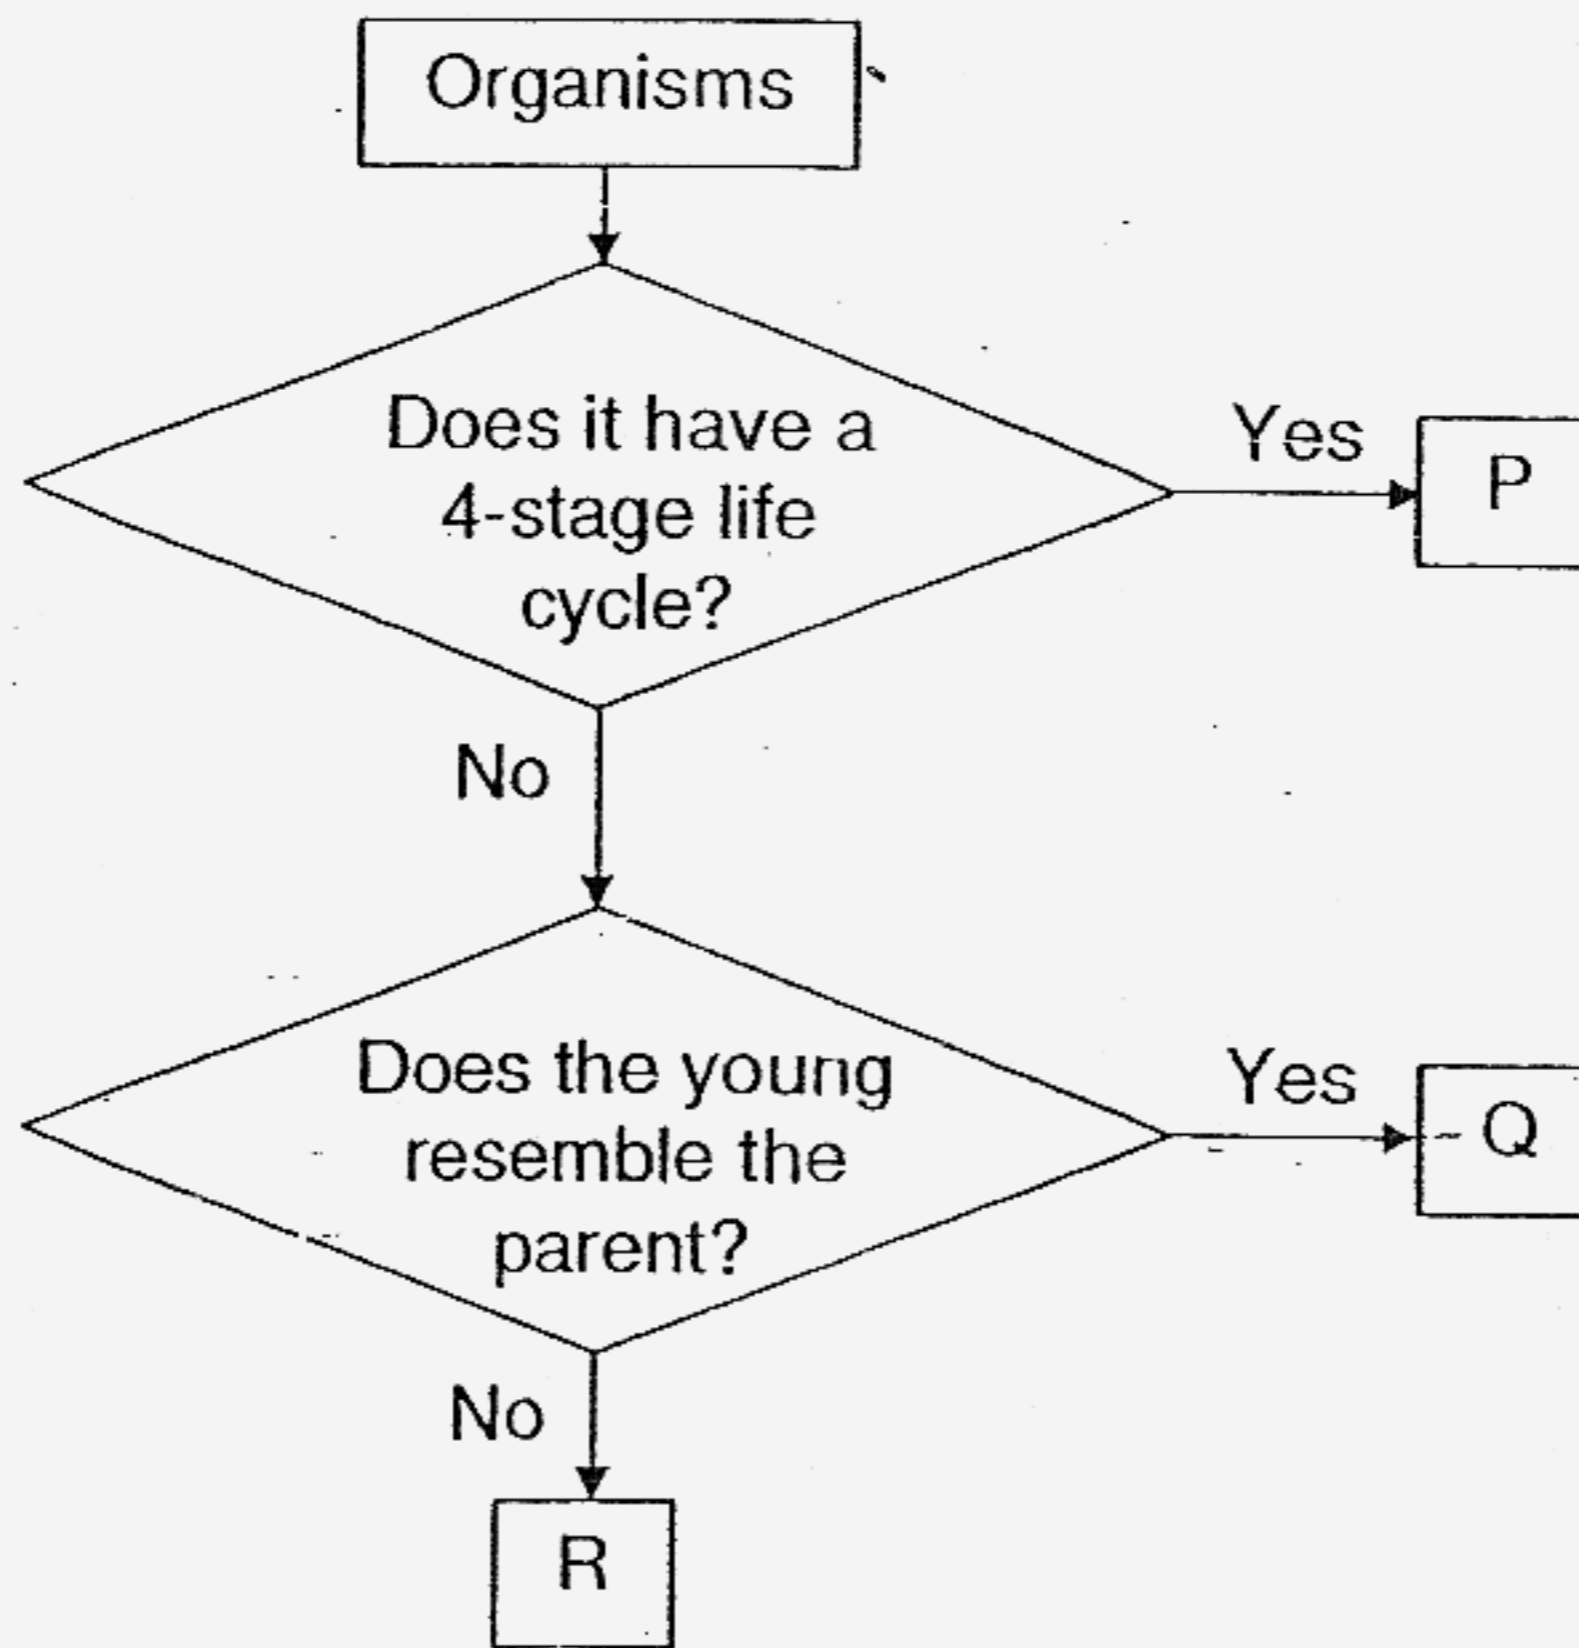 Organisms
Does it have a
4-stage life
cycle?
Yes
P
No
Does the young
resemble the
parent?
Yes
Q
No
R